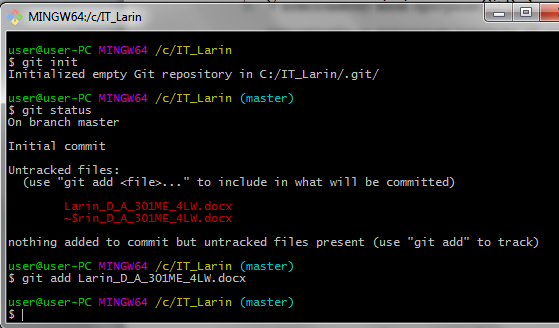 MINGW64:/c/IT_Larin
user@user-PC MINGW64 /c/IT_Larin
$ git init
Initialized empty Git repository in C:/IT_Larin/.git/
user@user-PC MINGW64 /c/IT_Larin (master)
$ git status
On branch master
Initial commit
Untracked files:
(use "git add <file>..." to include in what will be committed)
Larin_D_A_301ME_4LW.docx
~$rin_D_A_301ME_4LW.docx
nothing added to commit but untracked files present (use "git add" to track)
user@user-PC MINGW64 /c/IT_Larin (master)
$ git add Larin_D_A_301ME_4LW.docx
user@user-PC MINGW64 /c/IT_Larin (master)
$